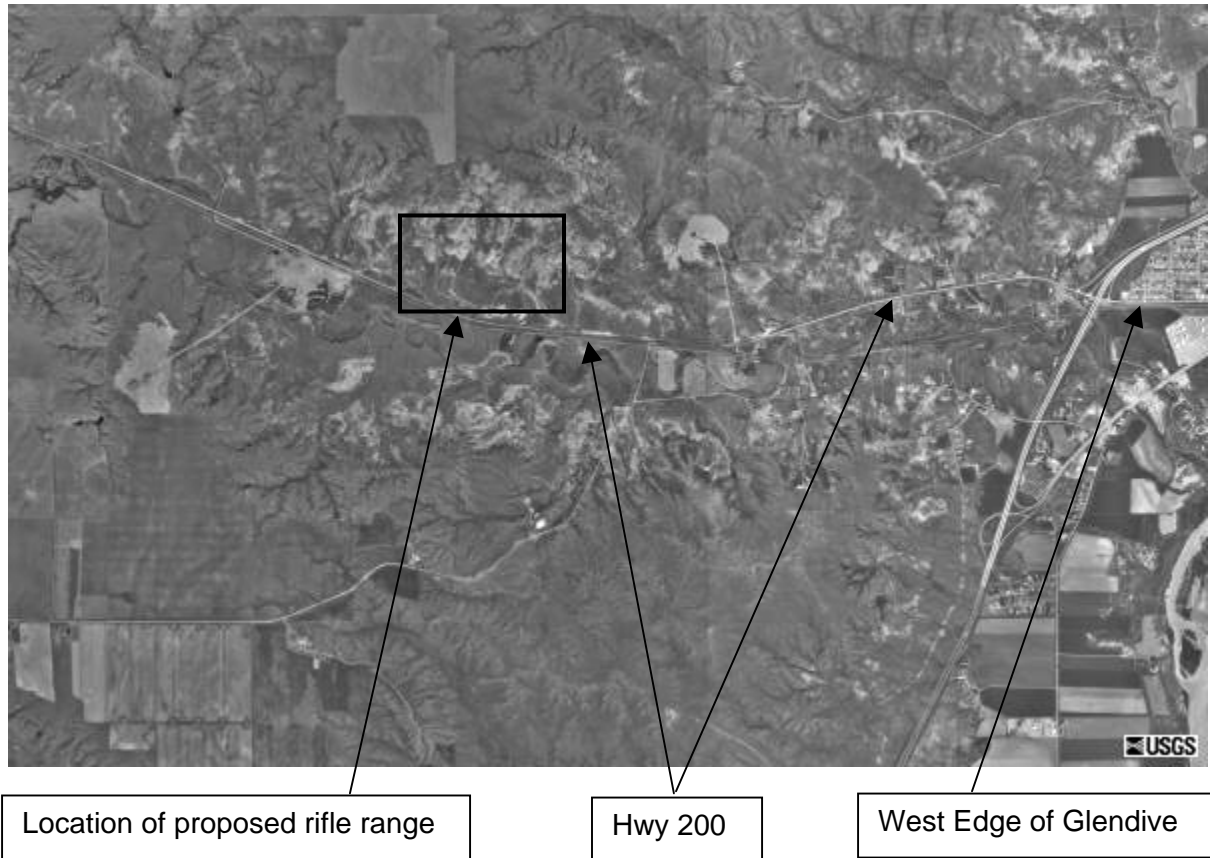 USGS
Location of proposed rifle range
Hwy 200
West Edge of Glendive